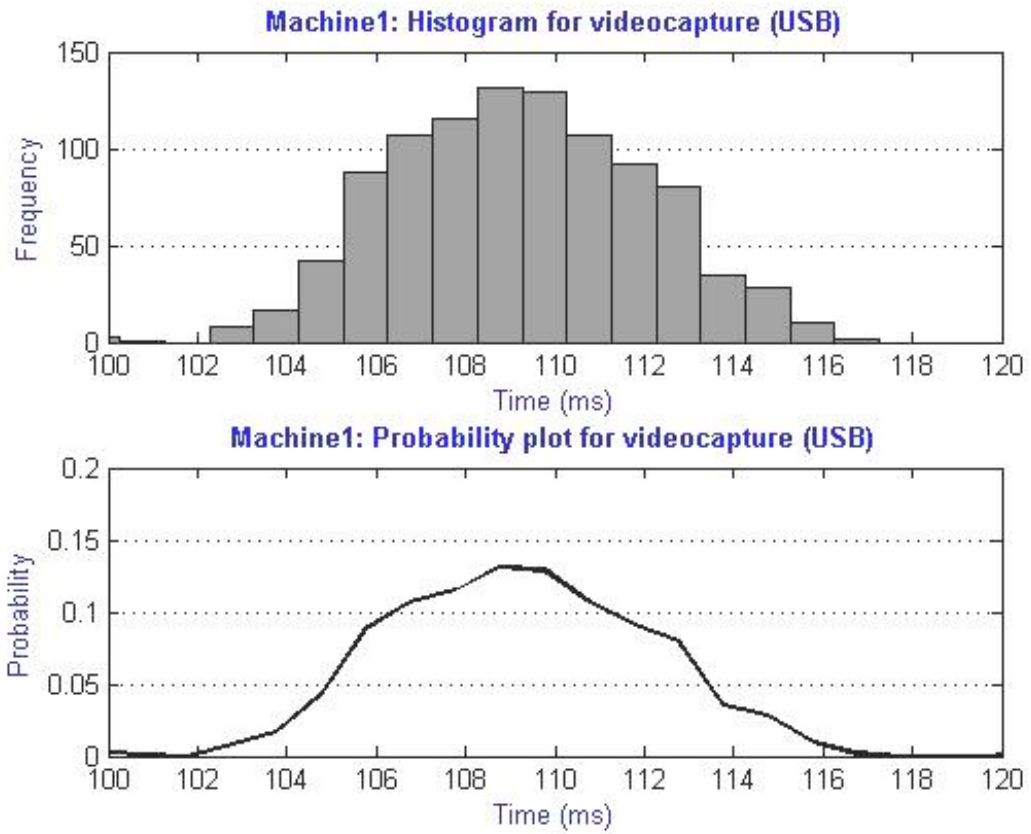 Machine1: Histogram for videocapture (USB)
150
100
50
0
Frequency
100 102 104 106 108 110 112 114 116 118 120
Time (ms)
Machine1: Probability plot for videocapture (USB)
0.2
0.15
0.1
0.05
0
Probability
100 102 104 106 108 110 112 114 116 118 120
Time (ms)